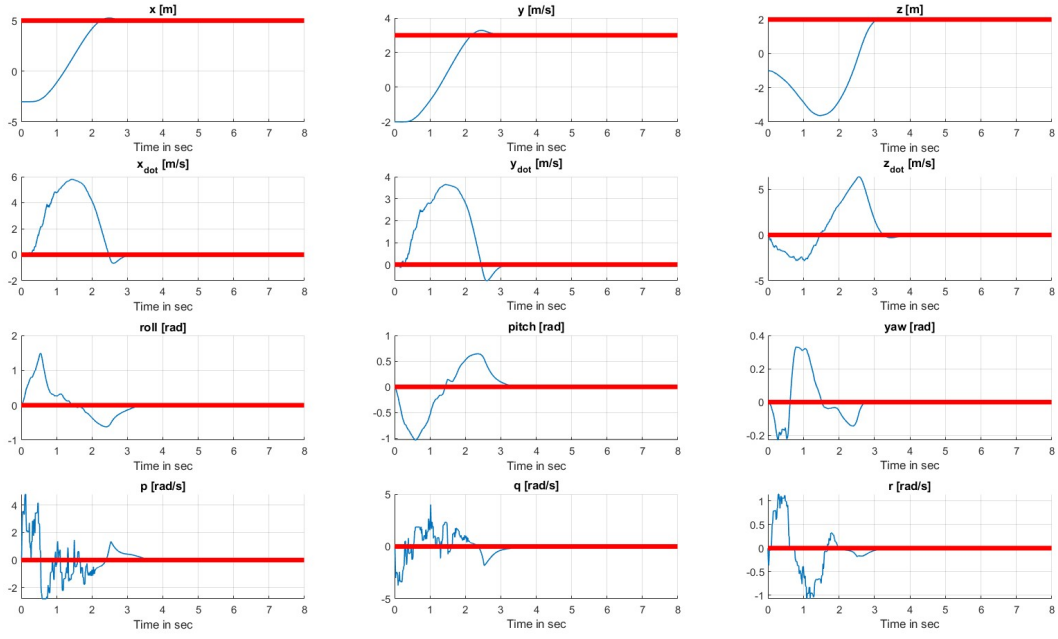 x [m]
y [m/s]
z [m]
5
0
-5
0 1 2 3 4 5 6 7 8
Time in sec
4
2
0
-2
0 1 2 3 4 5 6 7 8
Time in sec
2
0
-2
-4
0 1 2 3 4 5 6 7 8
Time in sec
x_dot [m/s]
y_dot [m/s]
z_dot [m/s]
6
4
2
0
-2
0 1 2 3 4 5 6 7 8
Time in sec
4
3
2
1
0
0 1 2 3 4 5 6 7 8
Time in sec
5
0
-5
0 1 2 3 4 5 6 7 8
Time in sec
roll [rad]
pitch [rad]
yaw [rad]
2
1
0
-1
0 1 2 3 4 5 6 7 8
Time in sec
1
0.5
0
-0.5
-1
0 1 2 3 4 5 6 7 8
Time in sec
0.4
0.2
0
-0.2
0 1 2 3 4 5 6 7 8
Time in sec
p [rad/s]
q [rad/s]
r [rad/s]
4
2
0
-2
0 1 2 3 4 5 6 7 8
Time in sec
5
0
-5
0 1 2 3 4 5 6 7 8
Time in sec
1
0.5
0
-0.5
-1
0 1 2 3 4 5 6 7 8
Time in sec